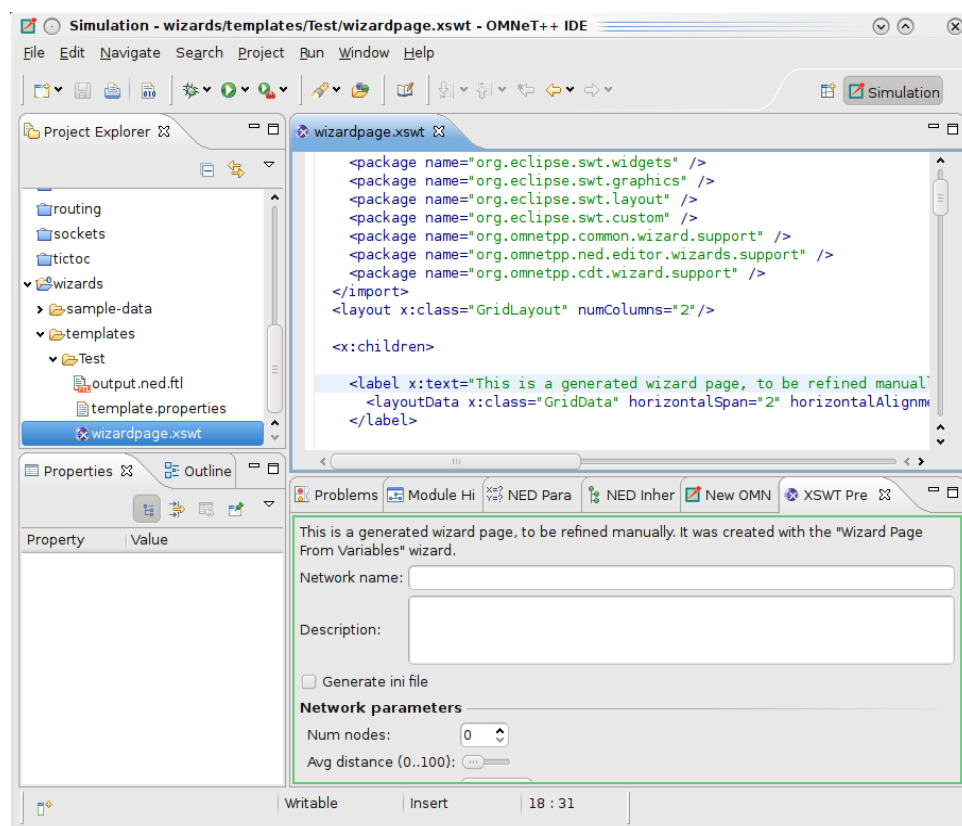 Simulation - wizards/templates/Test/wizardpage.xswt - OMNeT++ IDE
File Edit Navigate Search Project Run Window Help
Simulation
Project Explorer
routing
sockets
tictoc
wizards
sample-data
templates
Test
output.ned.ftl
template.properties
wizardpage.xswt
wizardpage.xswt
<package name="org.eclipse.swt.widgets" />
<package name="org.eclipse.swt.graphics" />
<package name="org.eclipse.swt.layout" />
<package name="org.eclipse.swt.custom" />
<package name="org.omnetpp.common.wizard.support" />
<package name="org.omnetpp.ned.editor.wizards.support" />
<package name="org.omnetpp.cdt.wizard.support" />
</import>
<layout x:class="GridLayout" numColumns="2"/>
<x:children>
<label x:text="This is a generated wizard page, to be refined manual
<layoutData x:class="GridData" horizontalSpan="2" horizontalAlignme
</label>
Properties Outline
Property Value
Problems Module Hi NED Para NED Inher New OMN XSWT Pre
This is a generated wizard page, to be refined manually. It was created with the "Wizard Page
From Variables" wizard.
Network name:
Description:
Generate ini file
Network parameters
Num nodes: 0
Avg distance (0..100):
Writable Insert 18 : 31